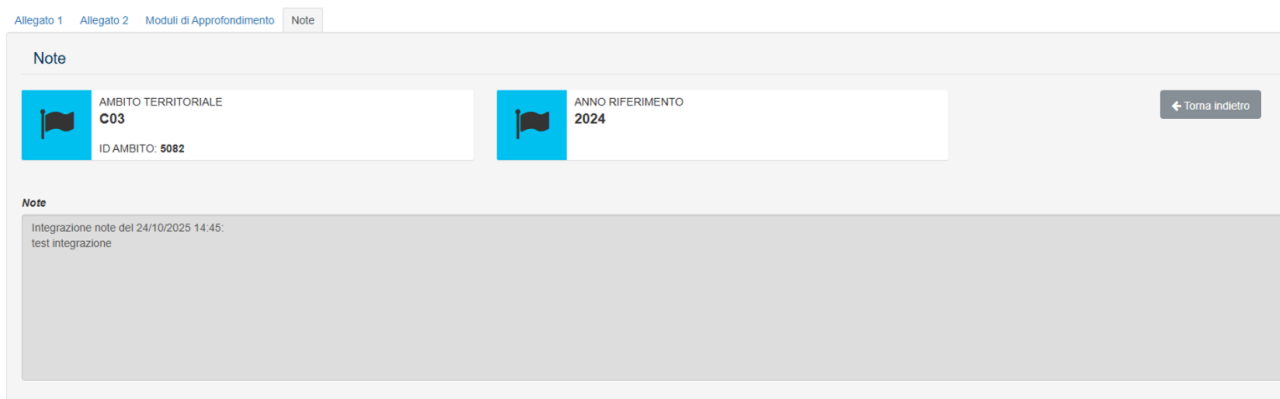 Allegato 1 Allegato 2 Moduli di Approfondimento Note
Note
AMBITO TERRITORIALE
C03
ID AMBITO: 5082
ANNO RIFERIMENTO
2024
Torna indietro
Note
Integrazione note del 24/10/2025 14:45:
test integrazione